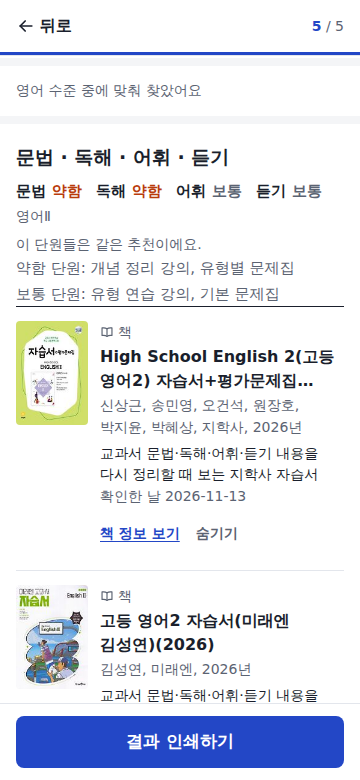 뒤로
5 / 5
영어 수준 중에 맞춰 찾았어요
문법 · 독해 · 어휘 · 듣기
문법 약함 독해 약함 어휘 보통 듣기 보통
영어Ⅱ
이 단원들은 같은 추천이에요.
약함 단원: 개념 정리 강의, 유형별 문제집
보통 단원: 유형 연습 강의, 기본 문제집
자습서
ENGLISH Ⅱ
책
High School English 2(고등
영어2) 자습서+평가문제집…
신상근, 송민영, 오건석, 원장호,
박지윤, 박혜상, 지학사, 2026년
교과서 문법·독해·어휘·듣기 내용을
다시 정리할 때 보는 지학사 자습서
확인한 날 2026-11-13
책 정보 보기 숨기기
자습서
English Ⅱ
책
고등 영어2 자습서(미래엔
김성연)(2026)
김성연, 미래엔, 2026년
교과서 문법·독해·어휘·듣기 내용을
결과 인쇄하기